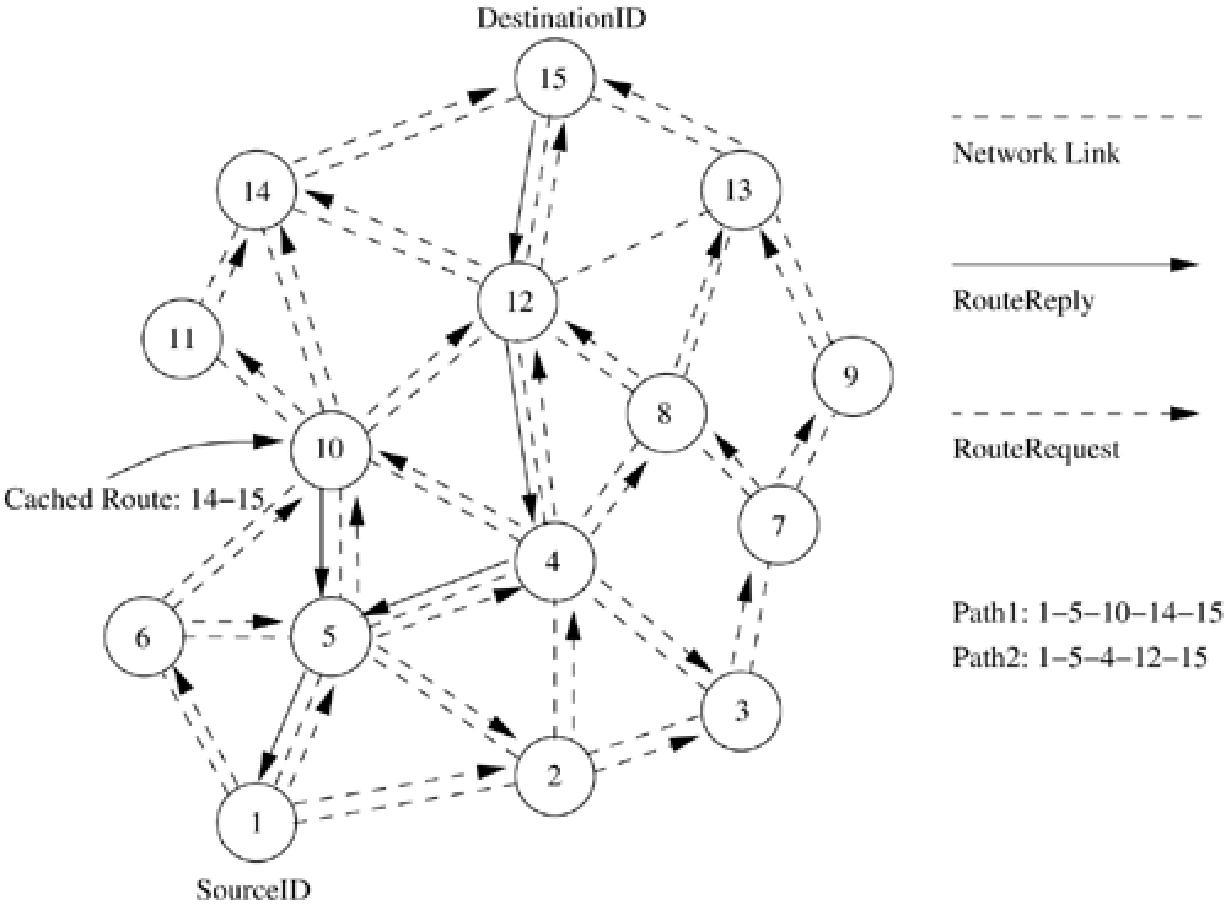 DestinationID
15
14
13
12
11
9
8
10
Cached Route: 14–15
7
4
6
5
3
2
1
SourceID
Network Link
RouteReply
RouteRequest
Path1: 1–5–10–14–15
Path2: 1–5–4–12–15